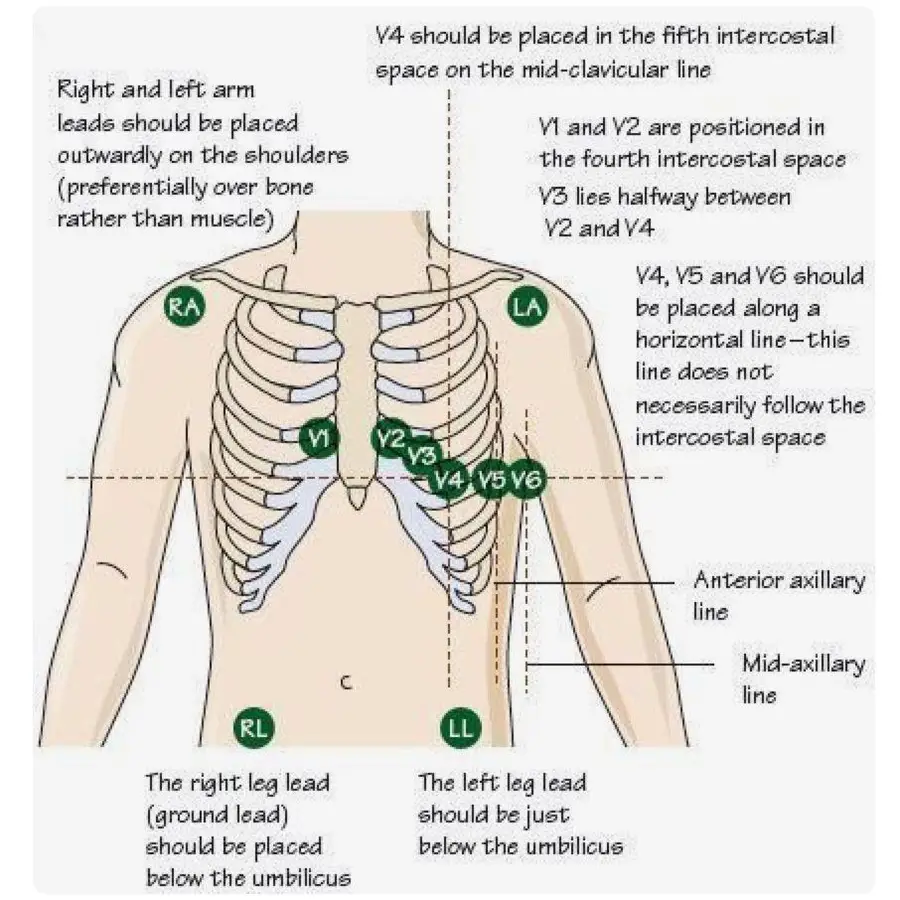 V4 should be placed in the fifth intercostal
space on the mid-clavicular line
Right and left arm
leads should be placed
outwardly on the shoulders
(preferentially over bone
rather than muscle)
V1 and V2 are positioned in
the fourth intercostal space
V3 lies halfway between
V2 and V4
V4, V5 and V6 should
be placed along a
horizontal line—this
line does not
necessarily follow the
intercostal space
RA
LA
V1
V2
V3
V4
V5
V6
Anterior axillary
line
Mid-axillary
line
RL
LL
The right leg lead
(ground lead)
should be placed
below the umbilicus
The left leg lead
should be just
below the umbilicus